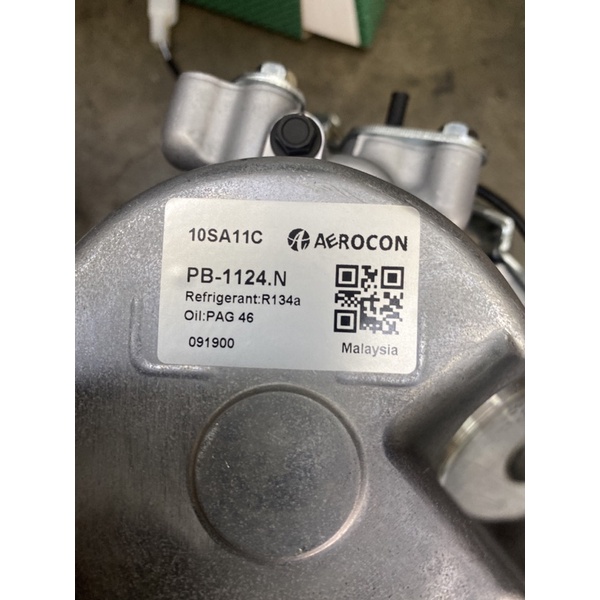 10SA11C AEROCON
PB-1124.N
Refrigerant:R134a
Oil:PAG 46
091900
Malaysia